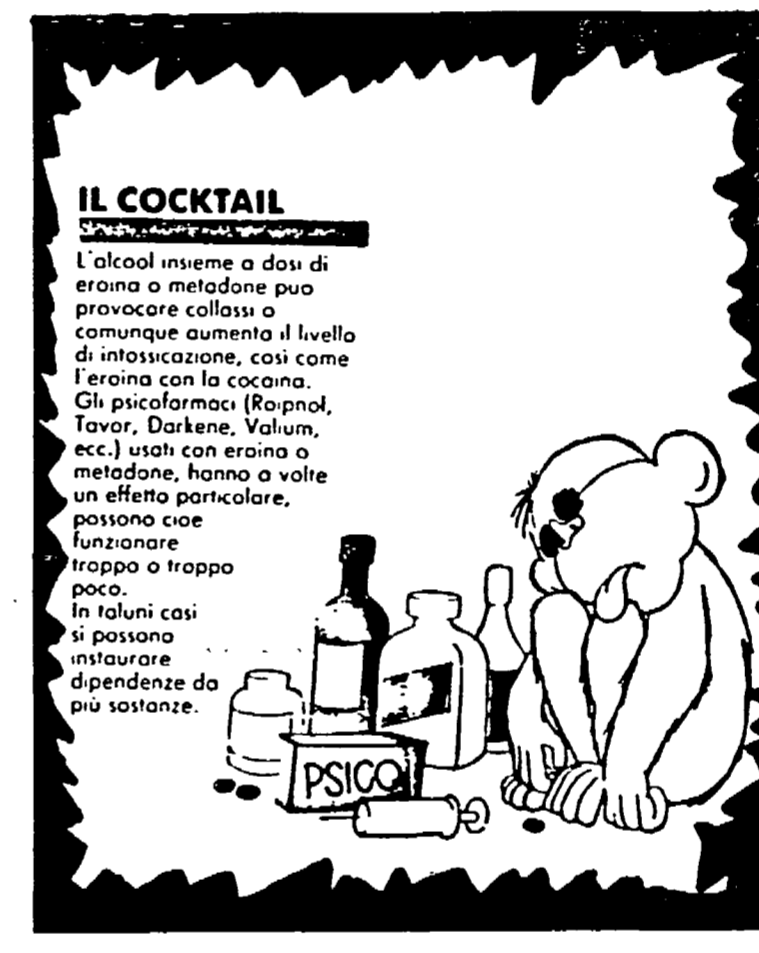 IL COCKTAIL
L'alcool insieme a dosi di
eroina o metadone puo
provocare collassi o
comunque aumenta il livello
di intossicazione, così come
l'eroina con la cocaina.
Gli psicofarmaci (Roipnol,
Tavor, Darkene, Valium,
ecc.) usati con eroina o
metadone, hanno a volte
un effetto particolare,
possono cioe
funzionare
troppo o troppo
poco.
In taluni casi
si possono
instaurare
dipendenze da
più sostanze.
PSICO